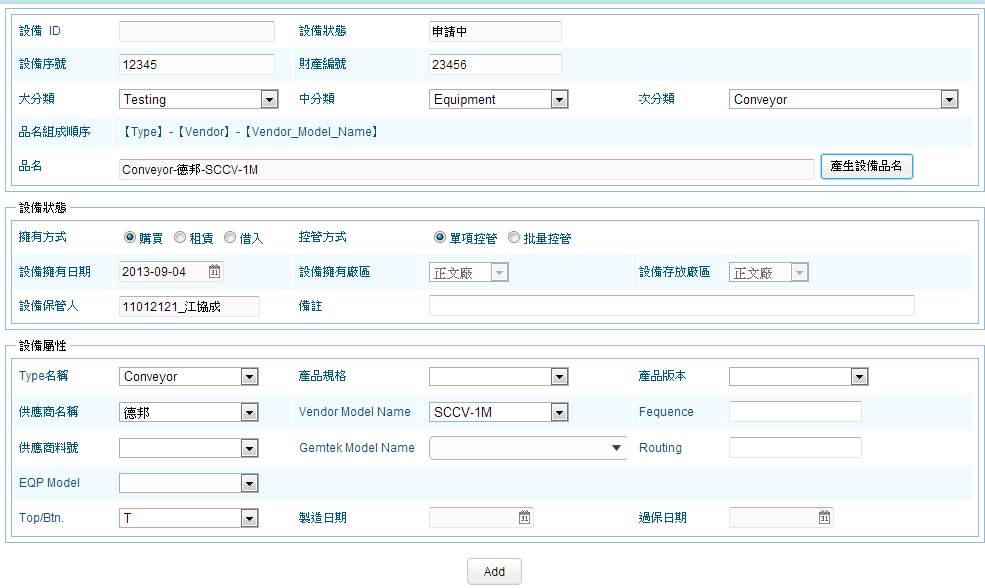 設備 ID 設備狀態 申請中
設備序號 12345 財產編號 23456
大分類 Testing 中分類 Equipment 次分類 Conveyor
品名組成順序 【Type】-【Vendor】-【Vendor_Model_Name】
品名 Conveyor-德邦-SCCV-1M 產生設備品名
設備狀態
擁有方式 購買 租賃 借入 控管方式 單項控管 批量控管
設備擁有日期 2013-09-04 31 設備擁有廠區 正文廠 設備存放廠區 正文廠
設備保管人 11012121_江協成 備註
設備屬性
Type名稱 Conveyor 產品規格 產品版本
供應商名稱 德邦 Vendor Model Name SCCV-1M Fequence
供應商料號 Gemtek Model Name Routing
EQP Model
Top/Btn. T 製造日期 31 過保日期 31
Add